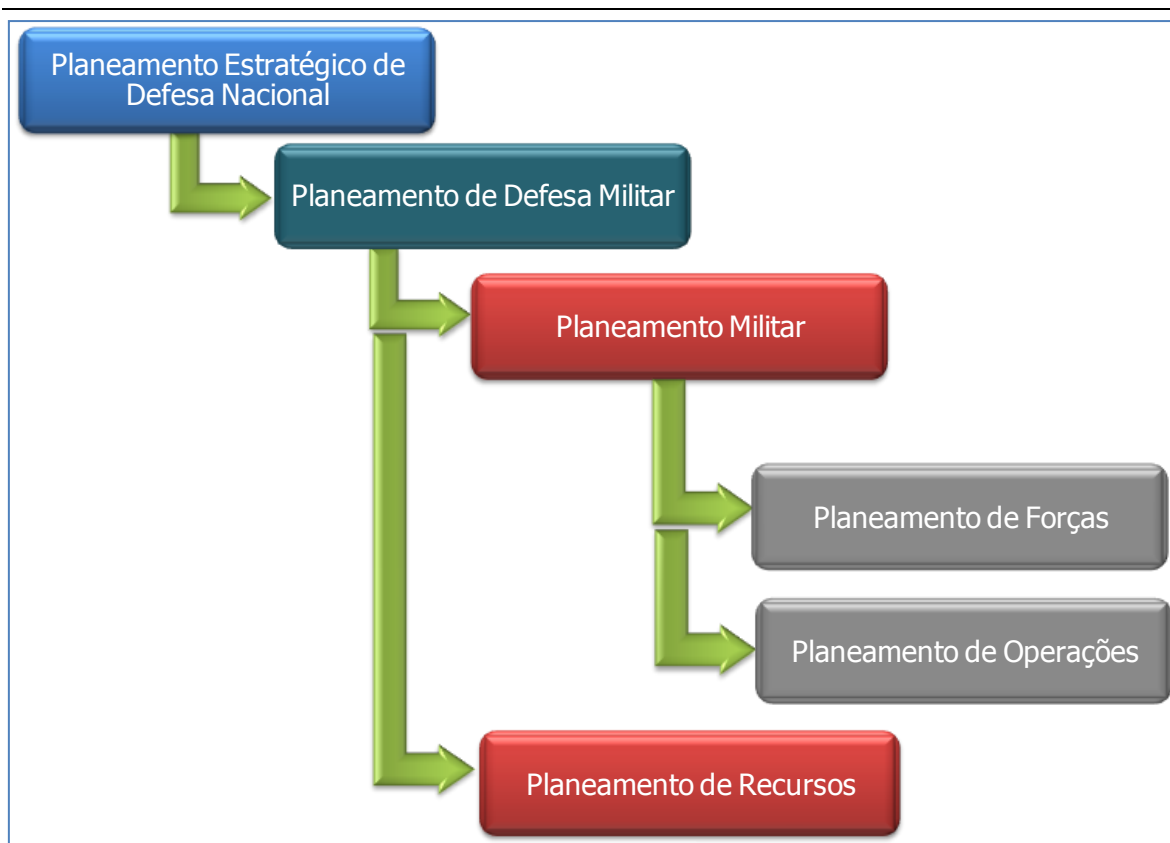 Planeamento Estratégico de
Defesa Nacional
Planeamento de Defesa Militar
Planeamento Militar
Planeamento de Forças
Planeamento de Operações
Planeamento de Recursos